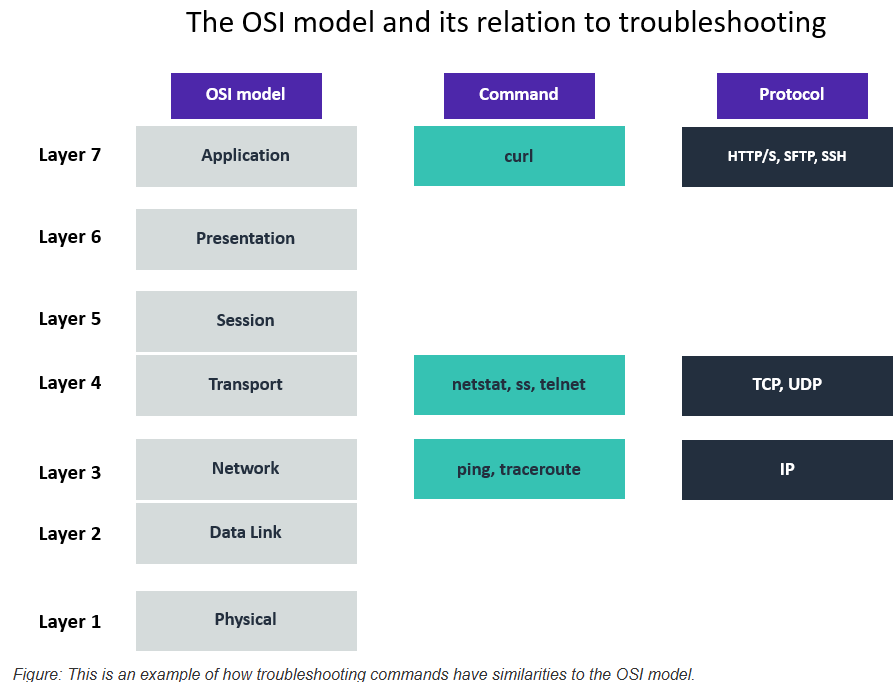 The OSI model and its relation to troubleshooting
OSI model Command Protocol
Layer 7 Application curl HTTP/S, SFTP, SSH
Layer 6 Presentation
Layer 5 Session
Layer 4 Transport netstat, ss, telnet TCP, UDP
Layer 3 Network ping, traceroute IP
Layer 2 Data Link
Layer 1 Physical
Figure: This is an example of how troubleshooting commands have similarities to the OSI model.